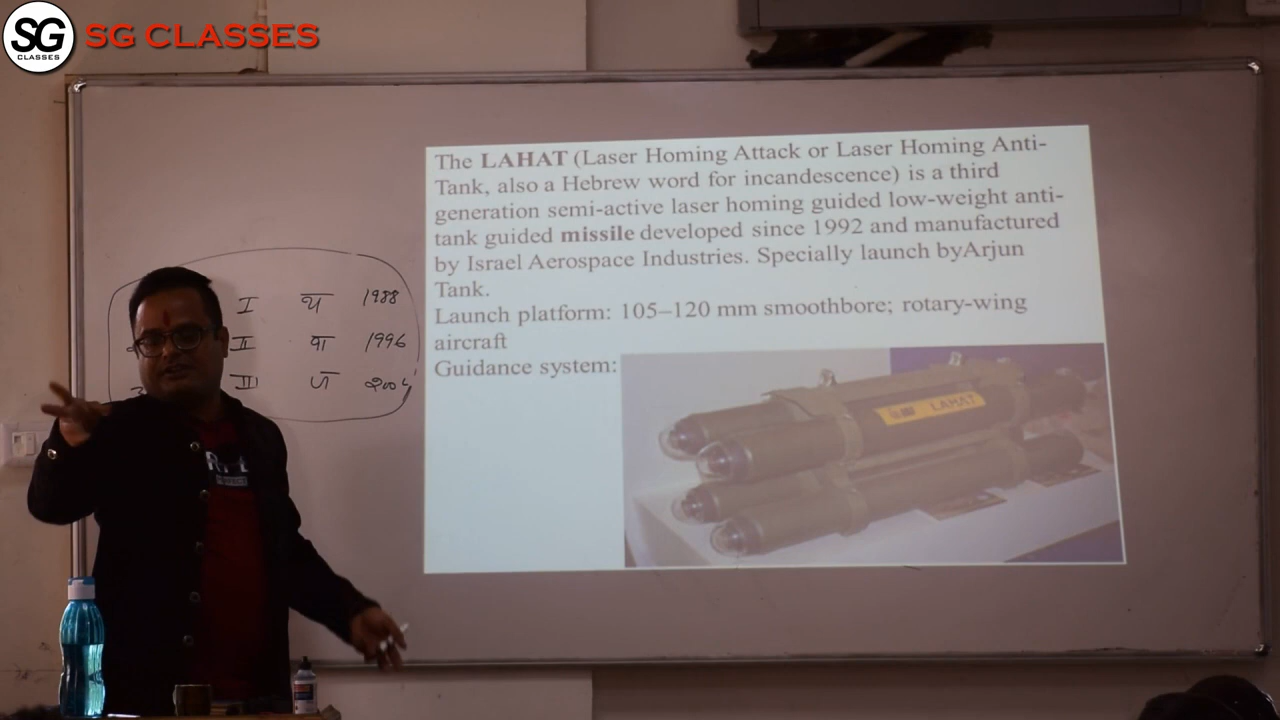 SG
CLASSES
SG CLASSES
The LAHAT (Laser Homing Attack or Laser Homing Anti-
Tank, also a Hebrew word for incandescence) is a third
generation semi-active laser homing guided low-weight anti-
tank guided missile developed since 1992 and manufactured
by Israel Aerospace Industries. Specially launch byArjun
Tank.
Launch platform: 105–120 mm smoothbore; rotary-wing
aircraft
Guidance system:
LAHAT
I थ 1988
II पा 1996
III ज